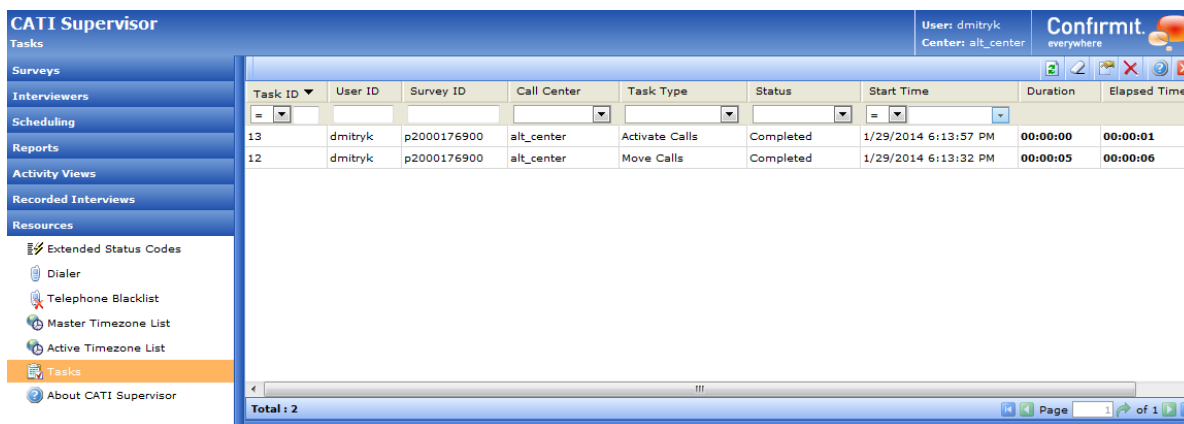 CATI Supervisor
Tasks
User: dmitryk
Center: alt_center
Confirmit.
everywhere
Surveys
Interviewers
Scheduling
Reports
Activity Views
Recorded Interviews
Resources
Extended Status Codes
Dialer
Telephone Blacklist
Master Timezone List
Active Timezone List
Tasks
About CATI Supervisor
Task ID User ID Survey ID Call Center Task Type Status Start Time Duration Elapsed Time
= =
13 dmitryk p2000176900 alt_center Activate Calls Completed 1/29/2014 6:13:57 PM 00:00:00 00:00:01
12 dmitryk p2000176900 alt_center Move Calls Completed 1/29/2014 6:13:32 PM 00:00:05 00:00:06
Total : 2 Page 1 of 1